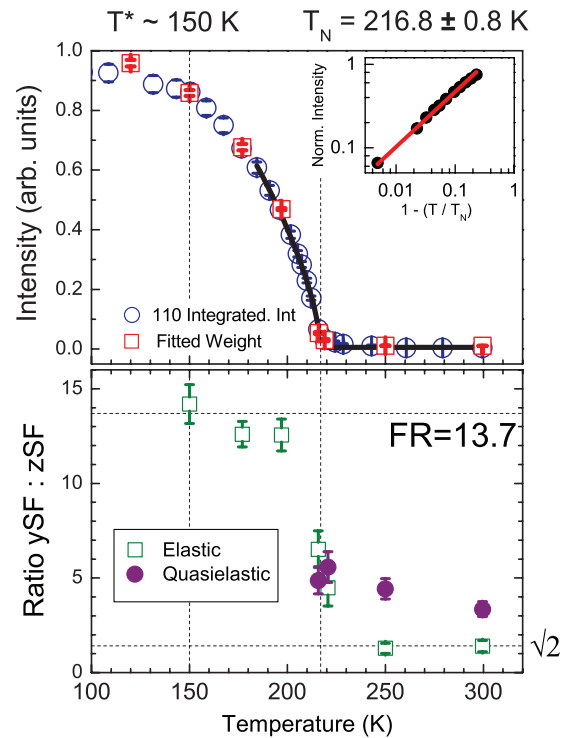 T* ~ 150 K
T_N = 216.8 ± 0.8 K
Intensity (arb. units)
1.0
0.8
0.6
0.4
0.2
0.0
110 Integrated. Int
Fitted Weight
Norm. Intensity
1
0.1
0.01
0.1
1
1 - (T / T_N)
Ratio ySF : zSF
15
10
5
0
FR=13.7
Elastic
Quasielastic
√2
100
150
200
250
300
Temperature (K)